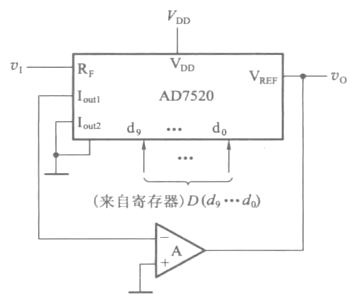 V_DD
v_I
R_F
V_DD
V_REF
v_O
I_out1
AD7520
I_out2
d_9 … d_0
…
(来自寄存器) D(d_9…d_0)
−
A
+